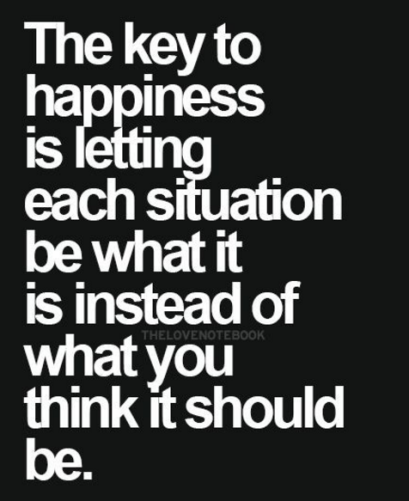 The key to
happiness
is letting
each situation
be what it
is instead of
THELOVENOTEBOOK
what you
think it should
be.